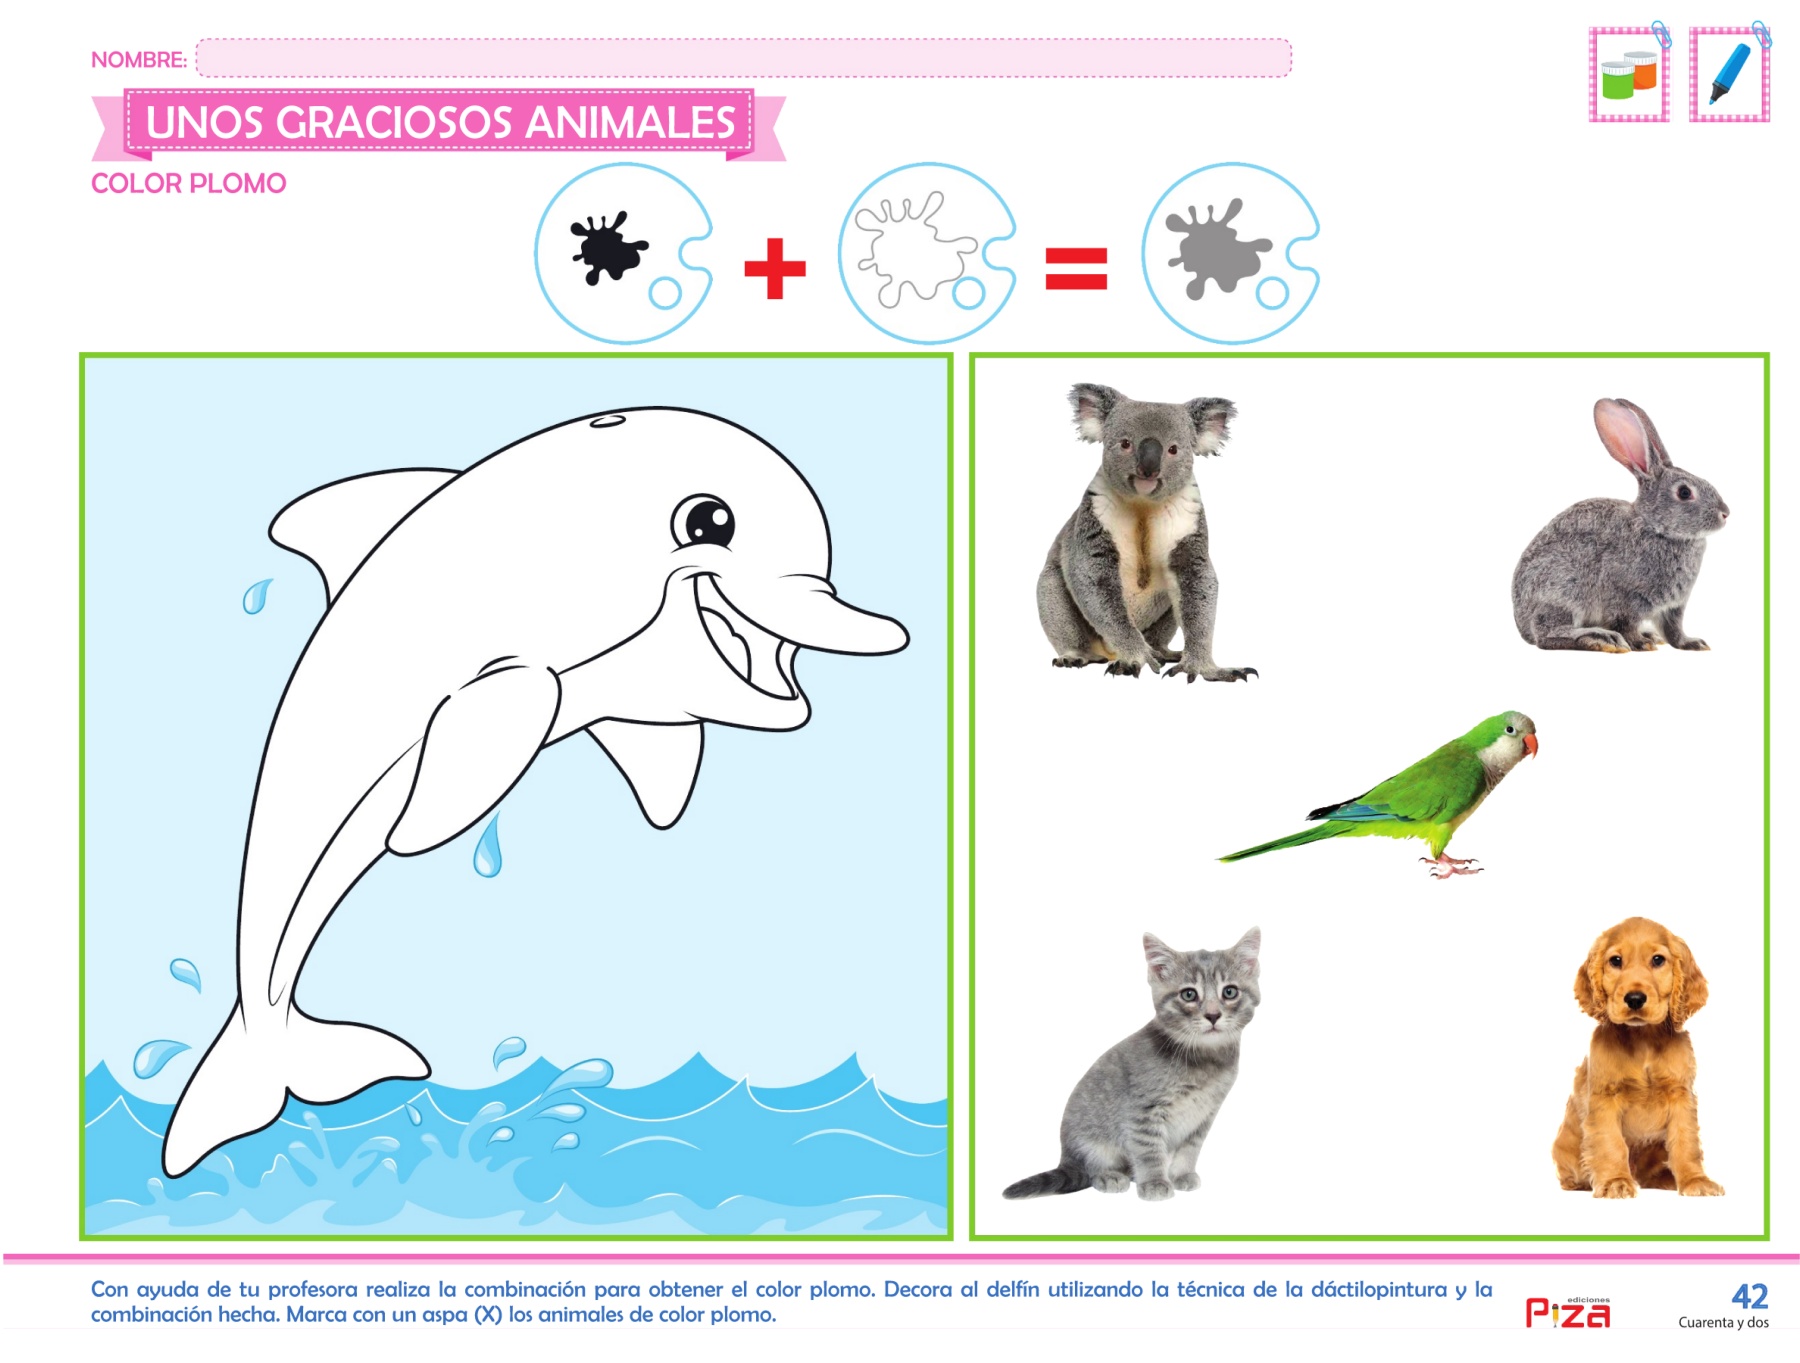 NOMBRE:
UNOS GRACIOSOS ANIMALES
COLOR PLOMO
Con ayuda de tu profesora realiza la combinación para obtener el color plomo. Decora al delfín utilizando la técnica de la dáctilopintura y la
combinación hecha. Marca con un aspa (X) los animales de color plomo.
ediciones
Piza
42
Cuarenta y dos